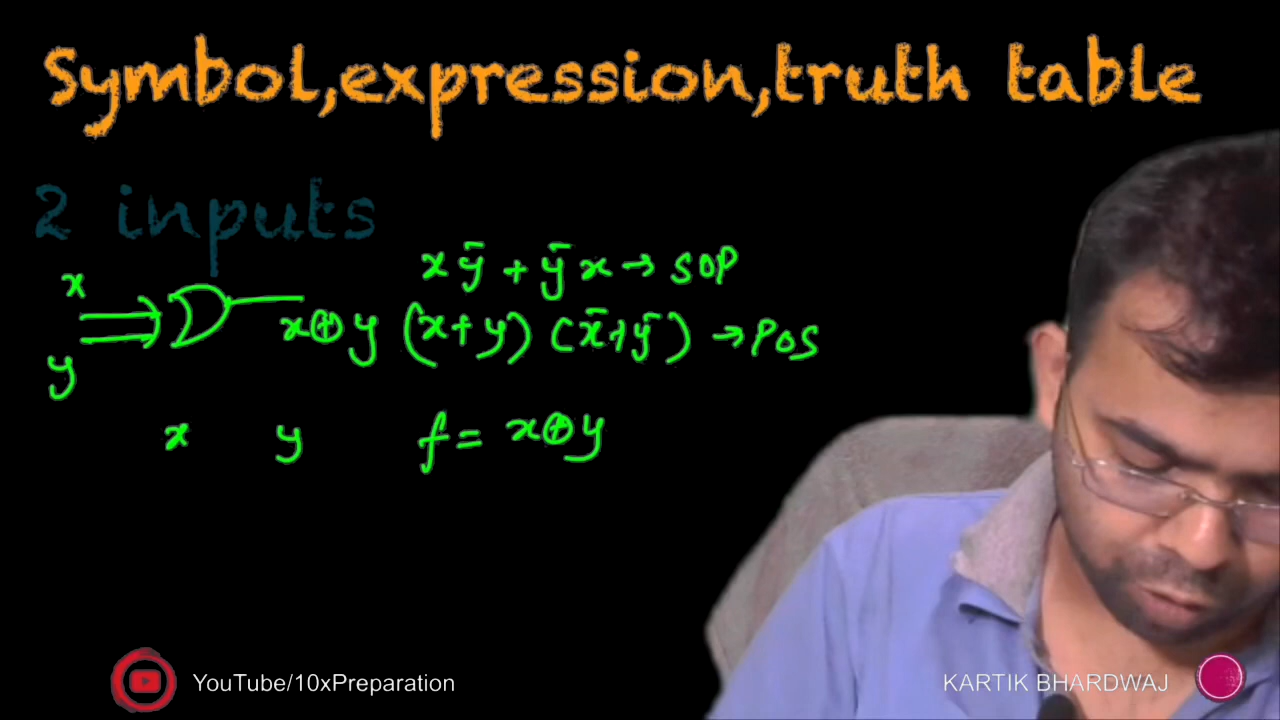 Symbol,expression,truth table
2 inputs
x
x ȳ + ȳ x → SOP
x⊕y (x+y) (x̄+ȳ) → POS
y
x y f = x⊕y
YouTube/10xPreparation
KARTIK BHARDWAJ